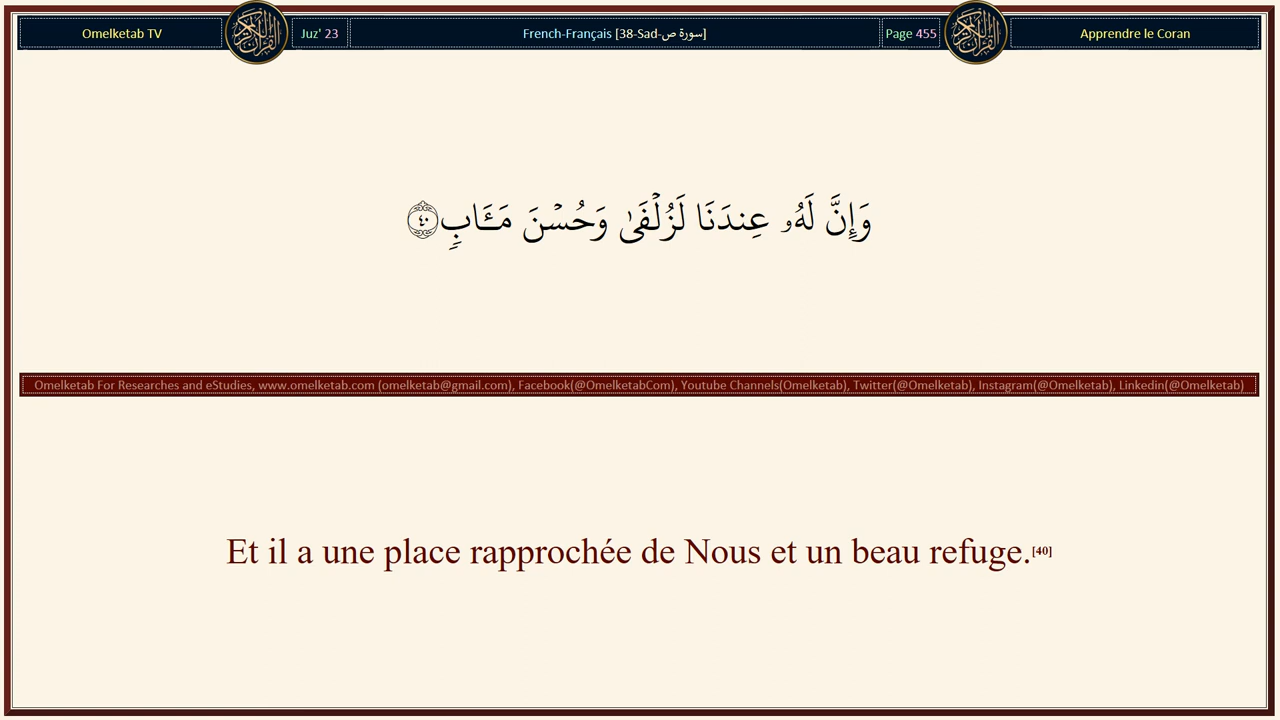 Omelketab TV
Juz' 23
French-Français [38-Sad-سورة ص]
Page 455
Apprendre le Coran
وَإِنَّ لَهُۥ عِندَنَا لَزُلۡفَىٰ وَحُسۡنَ مَـَٔابٖ ٤٠
Omelketab For Researches and eStudies, www.omelketab.com (omelketab@gmail.com), Facebook(@OmelketabCom), Youtube Channels(Omelketab), Twitter(@Omelketab), Instagram(@Omelketab), Linkedin(@Omelketab)
Et il a une place rapprochée de Nous et un beau refuge.[40]